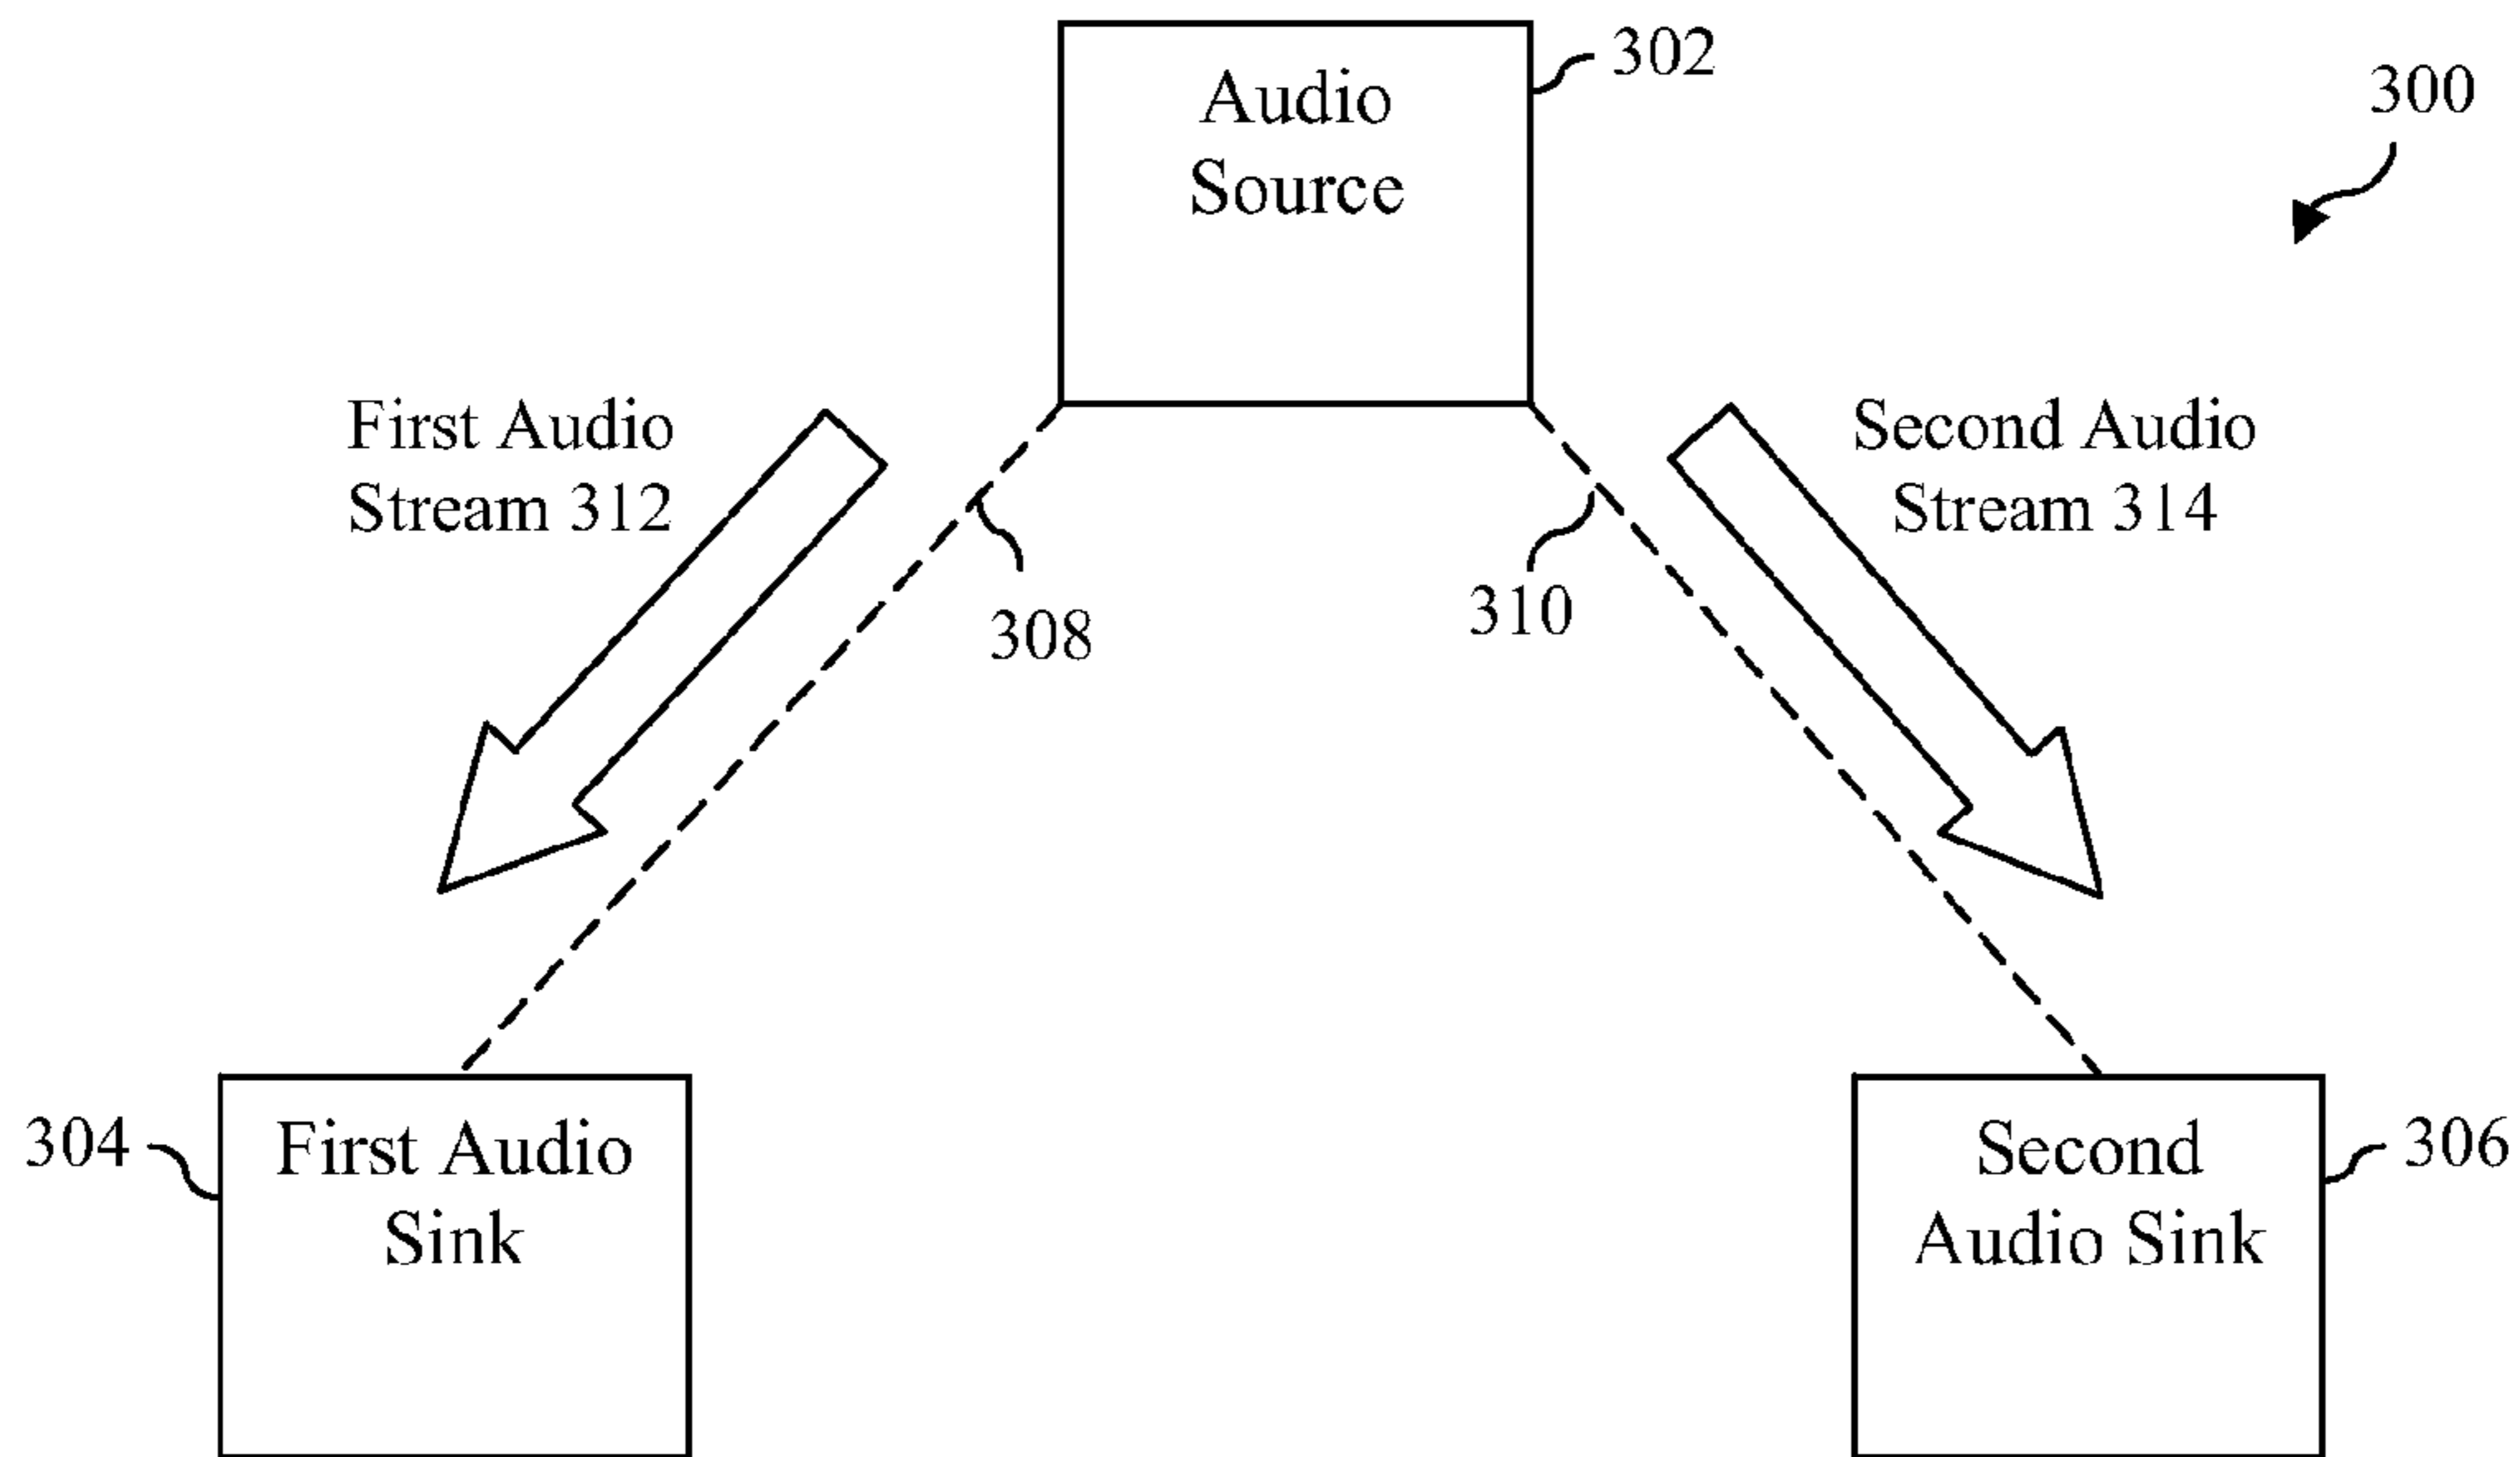 Audio
Source
302
300
First Audio
Stream 312
Second Audio
Stream 314
308
310
304
First Audio
Sink
Second
Audio Sink
306